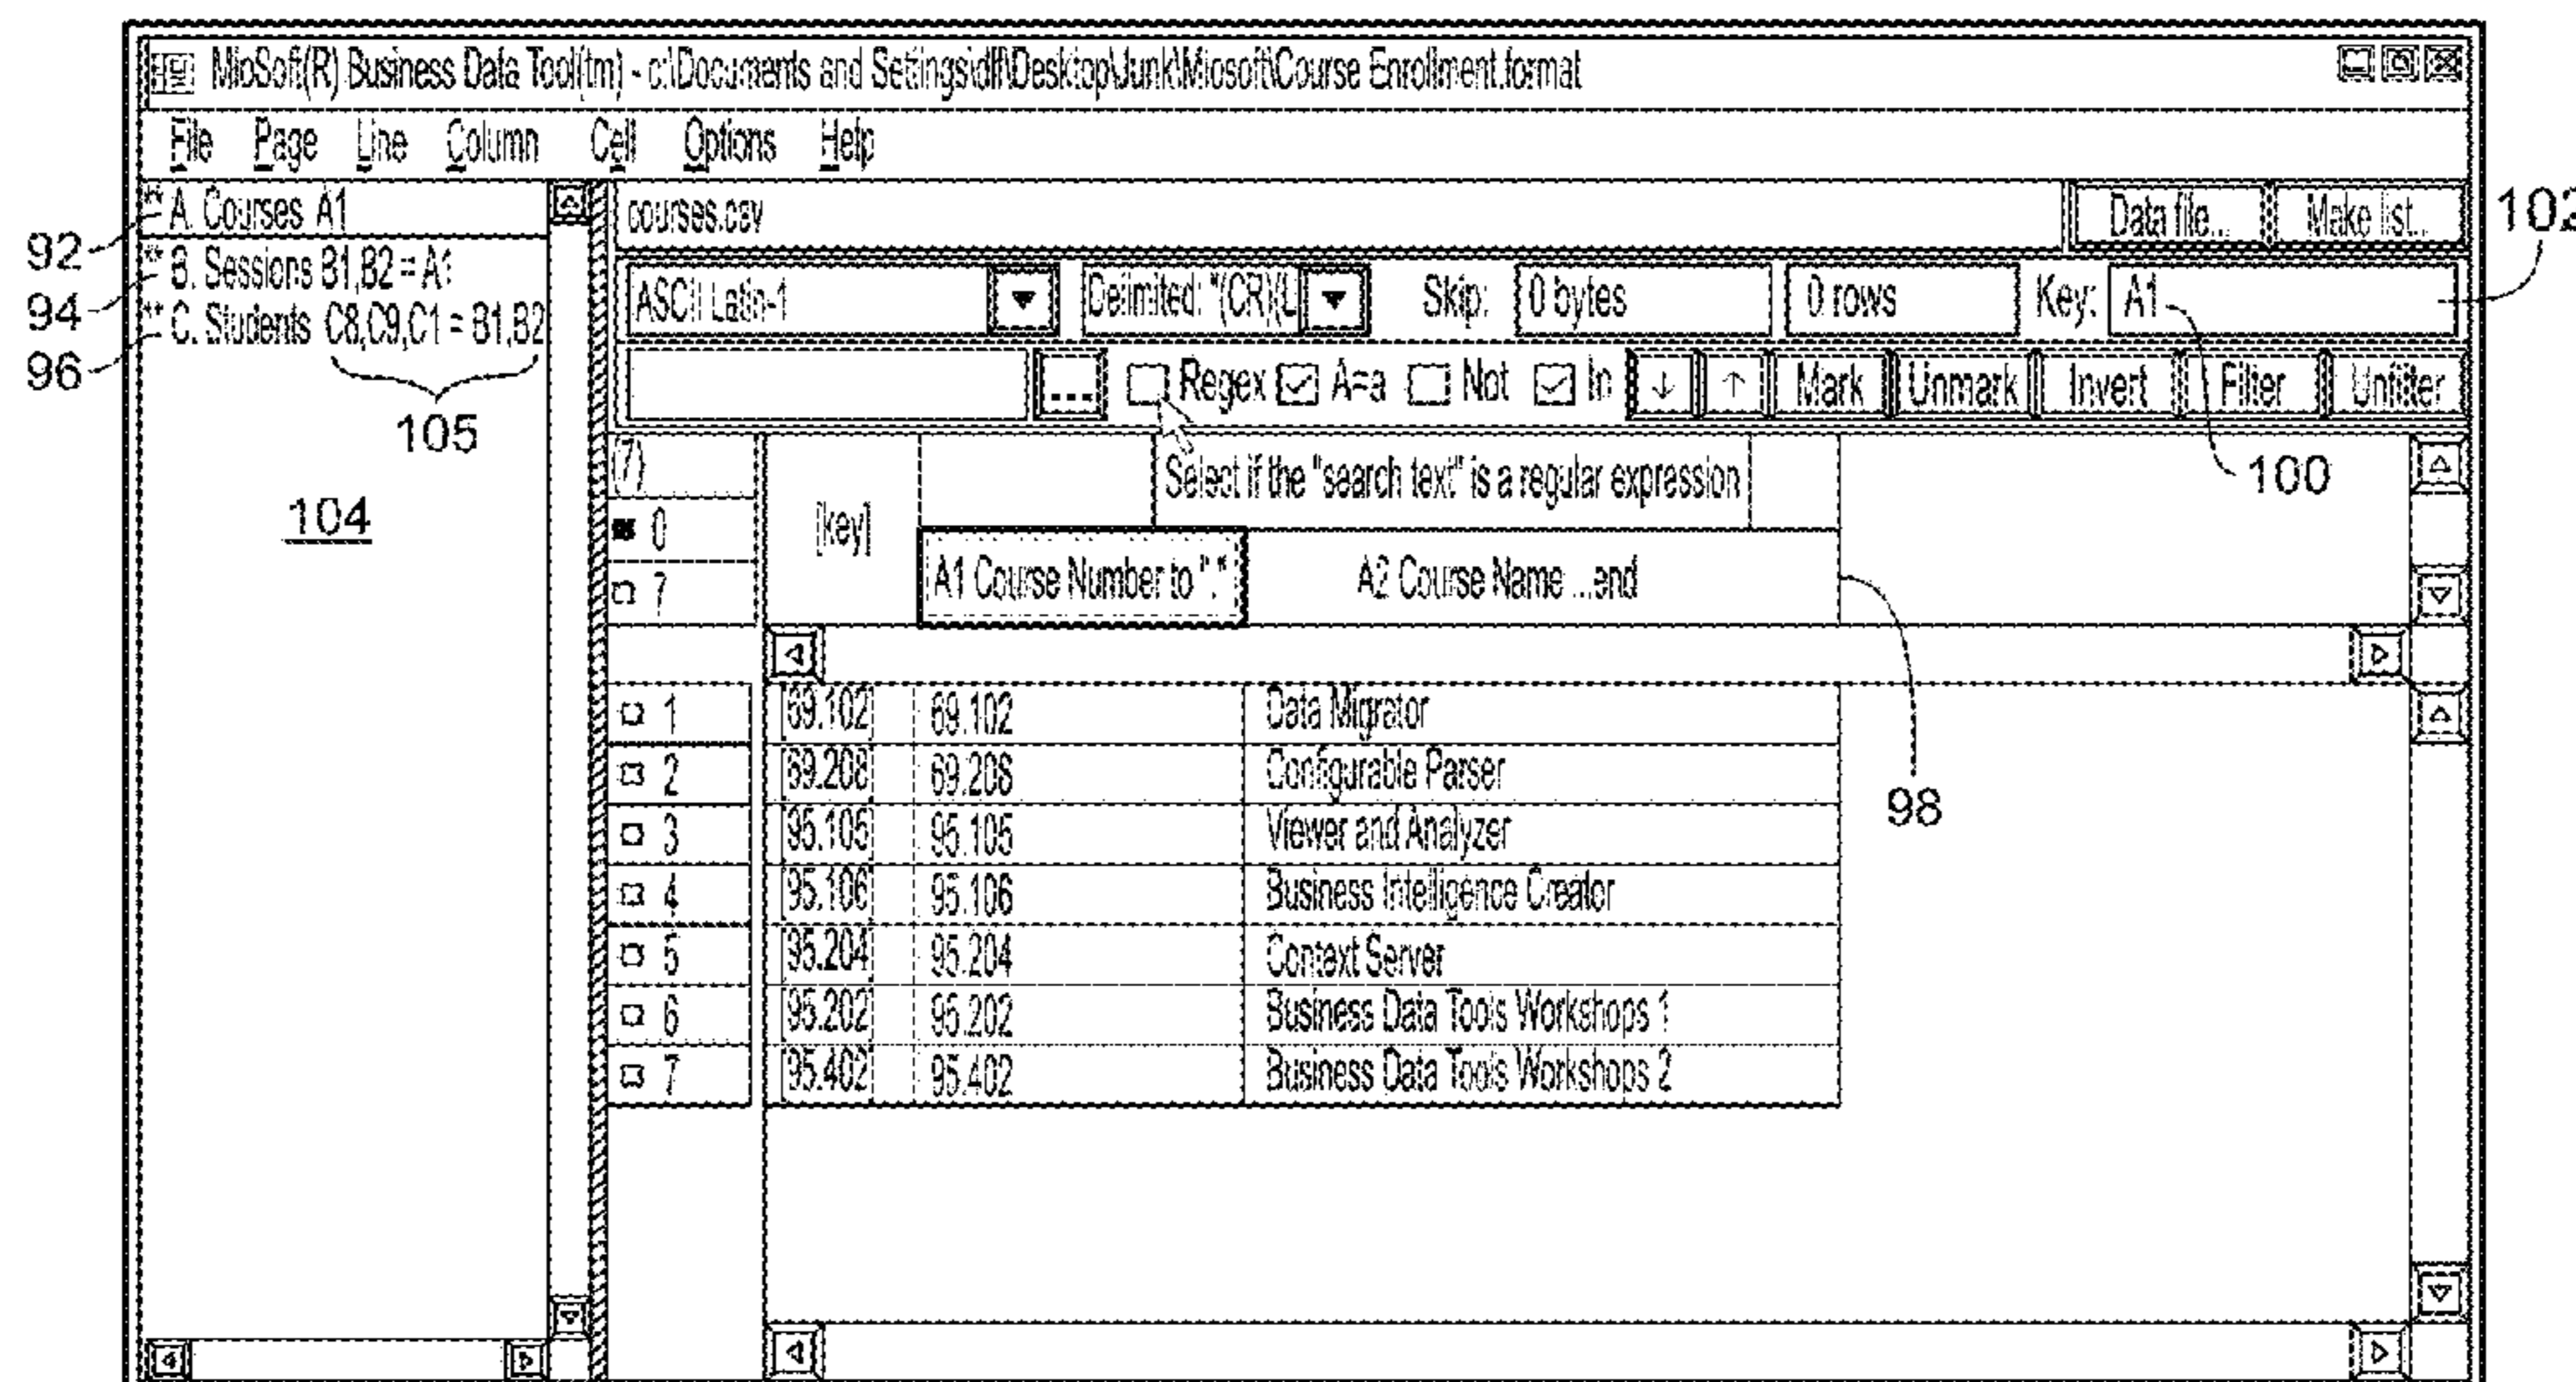 MioSoft(R) Business Data Tool(tm) - c:\Documents and Settings\dlf\Desktop\Junk\Miosoft\Course Enrollment.format
File Page Line Column Cell Options Help
92 ** A. Courses A1
94 ** B. Sessions B1,B2 = A1
96 ** C. Students C8,C9,C1 = B1,B2
105
104
courses.csv Data file... Make list... 102
ASCII Latin-1 Delimited: "(CR)(L Skip: 0 bytes 0 rows Key: A1
... Regex A=a Not In ↓ ↑ Mark Unmark Invert Filter Unfilter
100
(7) Select if the "search text" is a regular expression
0 [key]
7 A1 Course Number to "." A2 Course Name ...end
98
1 69.102 69.102 Data Migrator
2 69.208 69.208 Configurable Parser
3 95.105 95.105 Viewer and Analyzer
4 95.106 95.106 Business Intelligence Creator
5 95.204 95.204 Context Server
6 95.202 95.202 Business Data Tools Workshops 1
7 95.402 95.402 Business Data Tools Workshops 2